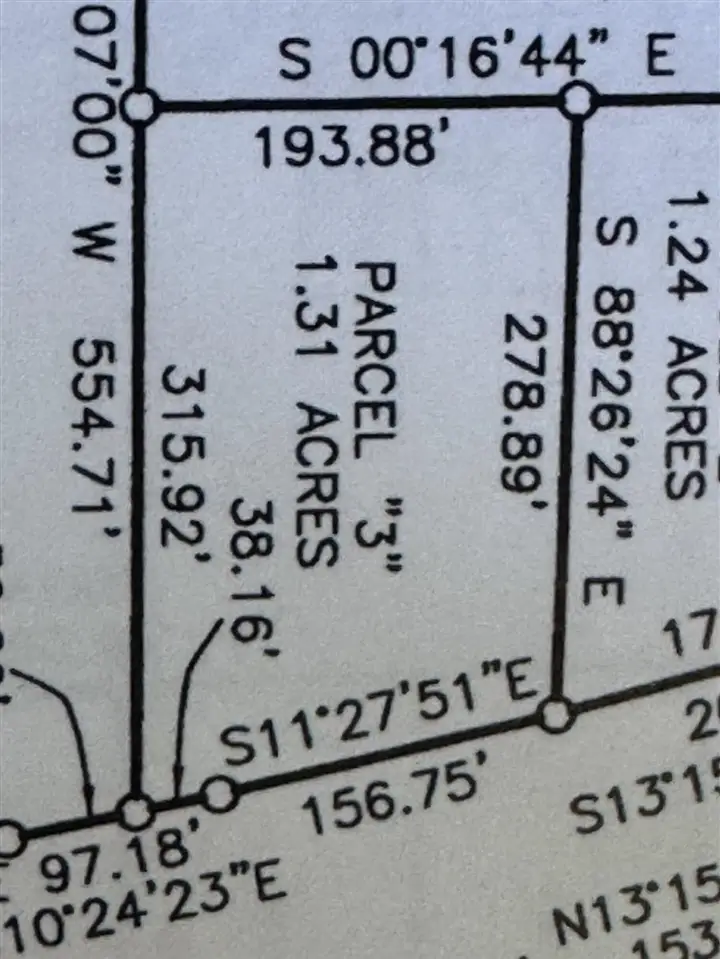 S 00°16'44" E
193.88'
07'00" W 554.71'
315.92'
38.16'
PARCEL "3"
1.31 ACRES
278.89'
S 88°26'24" E
1.24 ACRES
S11°27'51"E
156.75'
97.18'
10°24'23"E
17
S13°15
N13°15
153